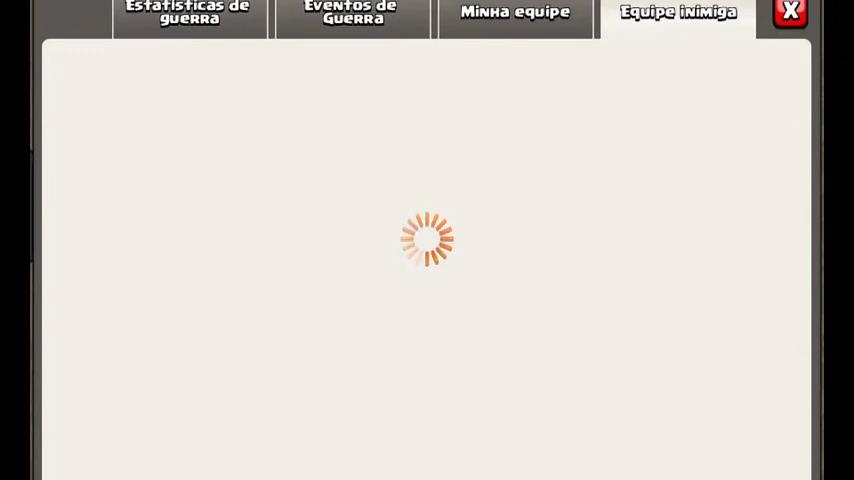 Estatísticas de
guerra
Eventos de
Guerra
Minha equipe
Equipe inimiga
X